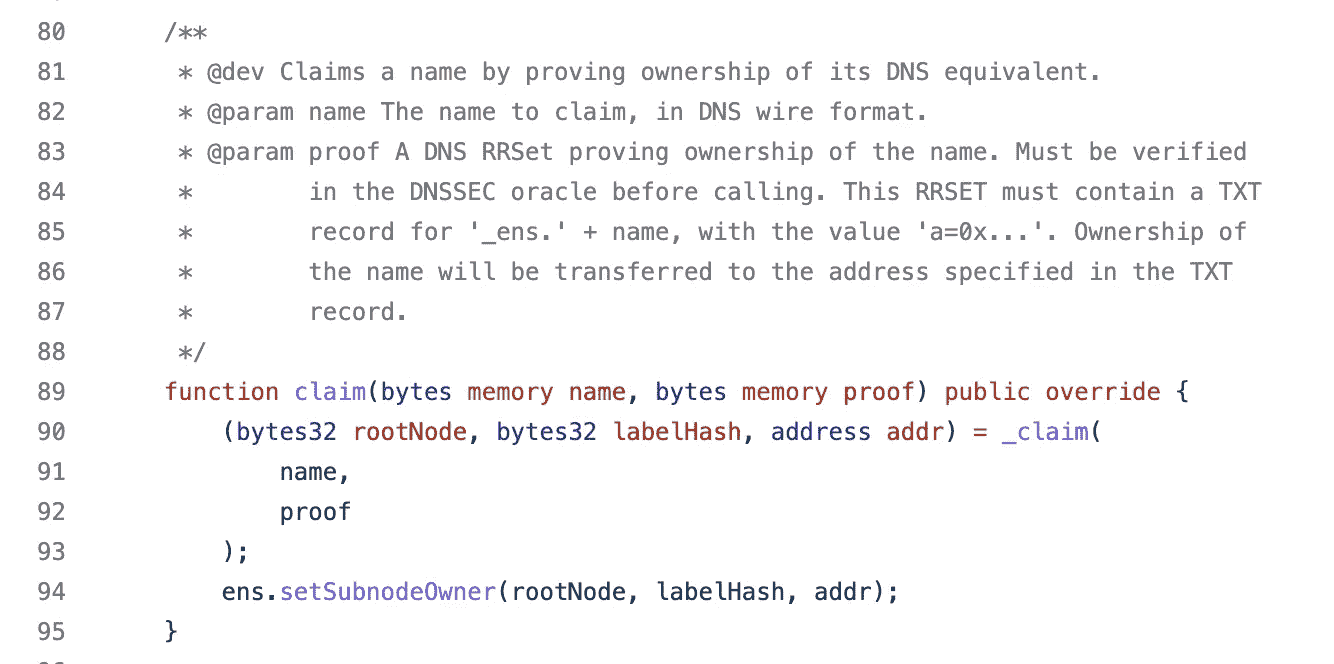 80 /**
81 * @dev Claims a name by proving ownership of its DNS equivalent.
82 * @param name The name to claim, in DNS wire format.
83 * @param proof A DNS RRSet proving ownership of the name. Must be verified
84 * in the DNSSEC oracle before calling. This RRSET must contain a TXT
85 * record for '_ens.' + name, with the value 'a=0x...'. Ownership of
86 * the name will be transferred to the address specified in the TXT
87 * record.
88 */
89 function claim(bytes memory name, bytes memory proof) public override {
90 (bytes32 rootNode, bytes32 labelHash, address addr) = _claim(
91 name,
92 proof
93 );
94 ens.setSubnodeOwner(rootNode, labelHash, addr);
95 }